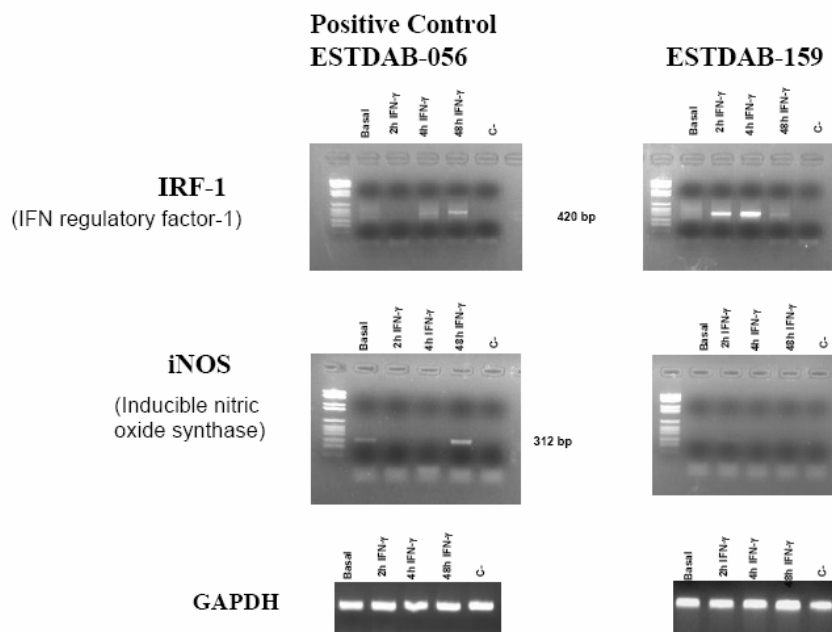 Positive Control
ESTDAB-056
ESTDAB-159
Basal
2h IFN-γ
4h IFN-γ
48h IFN-γ
C-
Basal
2h IFN-γ
4h IFN-γ
48h IFN-γ
C-
IRF-1
(IFN regulatory factor-1)
420 bp
Basal
2h IFN-γ
4h IFN-γ
48h IFN-γ
C-
Basal
2h IFN-γ
4h IFN-γ
48h IFN-γ
C-
iNOS
(Inducible nitric
oxide synthase)
312 bp
Basal
2h IFN-γ
4h IFN-γ
48h IFN-γ
C-
Basal
2h IFN-γ
4h IFN-γ
48h IFN-γ
C-
GAPDH